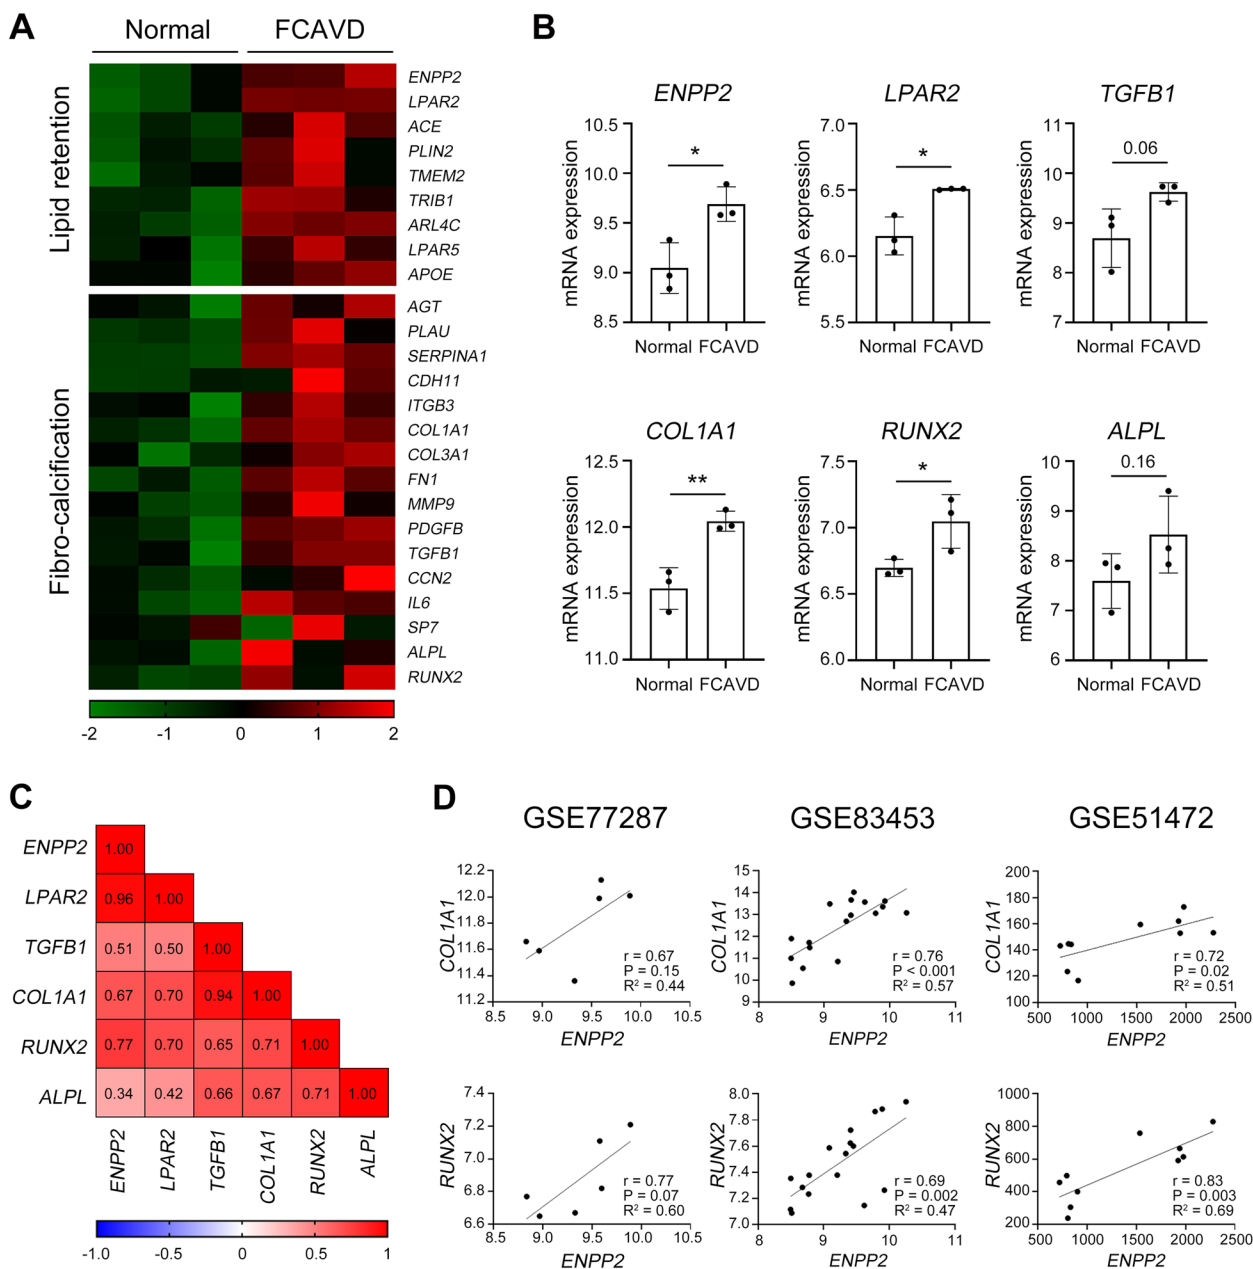 A
Normal FCAVD
Lipid retention
ENPP2
LPAR2
ACE
PLIN2
TMEM2
TRIB1
ARL4C
LPAR5
APOE
Fibro-calcification
AGT
PLAU
SERPINA1
CDH11
ITGB3
COL1A1
COL3A1
FN1
MMP9
PDGFB
TGFB1
CCN2
IL6
SP7
ALPL
RUNX2
-2 -1 0 1 2
B
ENPP2
mRNA expression
10.5
10.0
9.5
9.0
8.5
*
Normal FCAVD
LPAR2
mRNA expression
7.0
6.5
6.0
5.5
*
Normal FCAVD
TGFB1
mRNA expression
11
10
9
8
7
0.06
Normal FCAVD
COL1A1
mRNA expression
12.5
12.0
11.5
11.0
**
Normal FCAVD
RUNX2
mRNA expression
7.5
7.0
6.5
6.0
*
Normal FCAVD
ALPL
mRNA expression
10
9
8
7
6
0.16
Normal FCAVD
C
ENPP2 1.00
LPAR2 0.96 1.00
TGFB1 0.51 0.50 1.00
COL1A1 0.67 0.70 0.94 1.00
RUNX2 0.77 0.70 0.65 0.71 1.00
ALPL 0.34 0.42 0.66 0.67 0.71 1.00
ENPP2 LPAR2 TGFB1 COL1A1 RUNX2 ALPL
-1.0 -0.5 0 0.5 1
D
GSE77287
COL1A1
12.2
12.0
11.8
11.6
11.4
11.2
r = 0.67
P = 0.15
R² = 0.44
8.5 9.0 9.5 10.0 10.5
ENPP2
GSE83453
COL1A1
15
14
13
12
11
10
9
r = 0.76
P < 0.001
R² = 0.57
8 9 10 11
ENPP2
GSE51472
COL1A1
200
180
160
140
120
100
r = 0.72
P = 0.02
R² = 0.51
500 1000 1500 2000 2500
ENPP2
RUNX2
7.4
7.2
7.0
6.8
6.6
r = 0.77
P = 0.07
R² = 0.60
8.5 9.0 9.5 10.0 10.5
ENPP2
RUNX2
8.0
7.8
7.6
7.4
7.2
7.0
r = 0.69
P = 0.002
R² = 0.47
8 9 10 11
ENPP2
RUNX2
1000
800
600
400
200
r = 0.83
P = 0.003
R² = 0.69
500 1000 1500 2000 2500
ENPP2